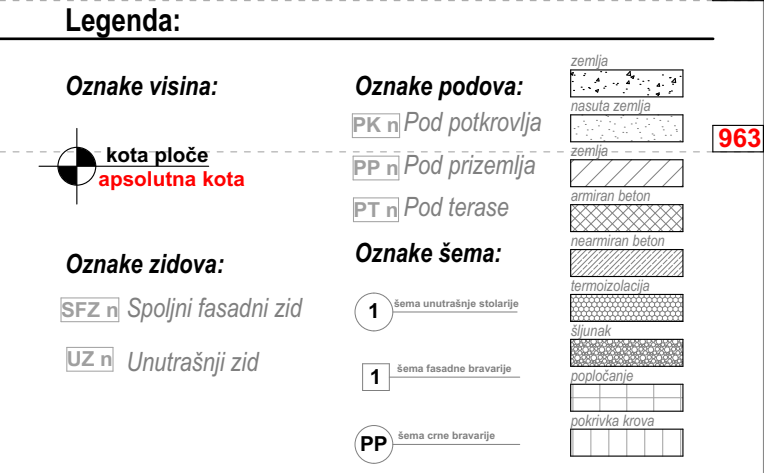 Legenda:
Oznake visina:
kota ploče
apsolutna kota
Oznake zidova:
SFZ n Spoljni fasadni zid
UZ n Unutrašnji zid
Oznake podova:
PK n Pod potkrovlja
PP n Pod prizemlja
PT n Pod terase
Oznake šema:
1 šema unutrašnje stolarije
1 šema fasadne bravarije
PP šema crne bravarije
zemlja
nasuta zemlja
zemlja
armiran beton
nearmiran beton
termoizolacija
šljunak
popločanje
pokrivka krova
963